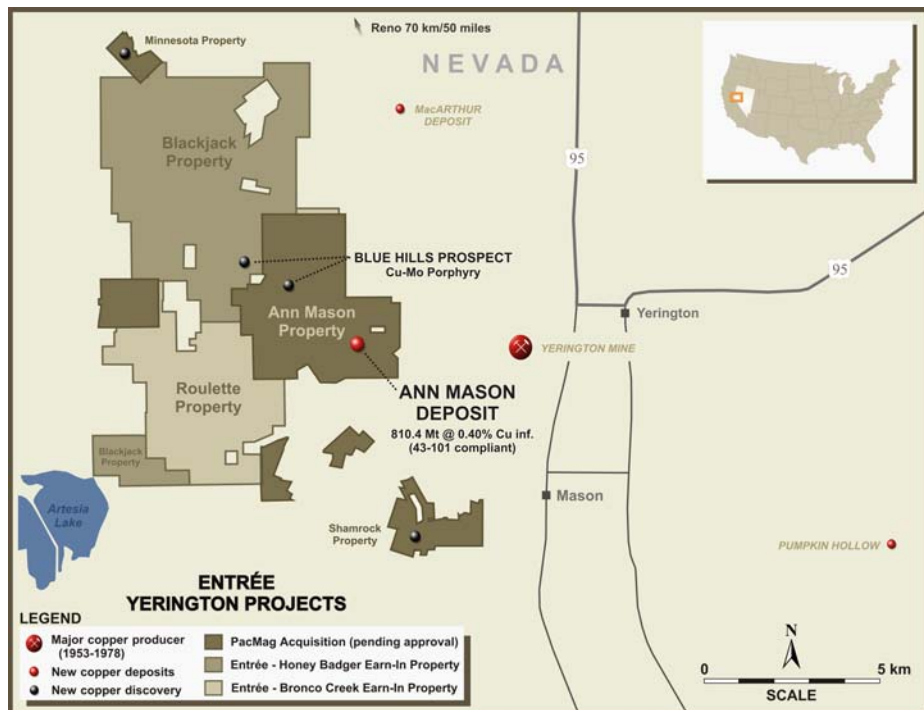 Reno 70 km/50 miles
Minnesota Property
NEVADA
MacARTHUR
DEPOSIT
Blackjack
Property
95
BLUE HILLS PROSPECT
Cu-Mo Porphyry
95
Ann Mason
Property
Yerington
YERINGTON MINE
Roulette
Property
ANN MASON
DEPOSIT
810.4 Mt @ 0.40% Cu inf.
(43-101 compliant)
Blackjack
Property
Mason
Artesia
Lake
Shamrock
Property
PUMPKIN HOLLOW
ENTRÉE
YERINGTON PROJECTS
LEGEND
Major copper producer
(1953-1978)
New copper deposits
New copper discovery
PacMag Acquisition (pending approval)
Entrée - Honey Badger Earn-In Property
Entrée - Bronco Creek Earn-In Property
N
0 5 km
SCALE